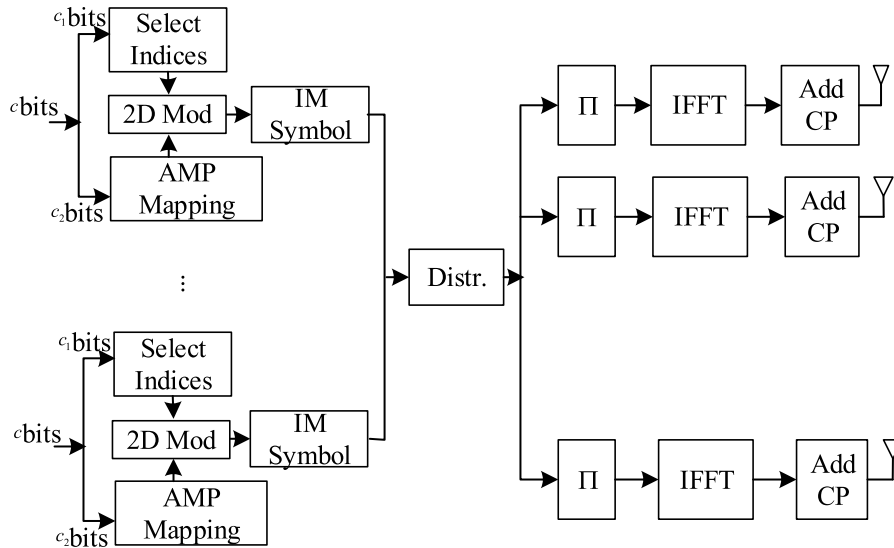 c₁bits
Select
Indices
cbits
2D Mod
IM
Symbol
AMP
Mapping
c₂bits
...
c₁bits
Select
Indices
cbits
2D Mod
IM
Symbol
AMP
Mapping
c₂bits
Distr.
Π
IFFT
Add
CP
Π
IFFT
Add
CP
Π
IFFT
Add
CP